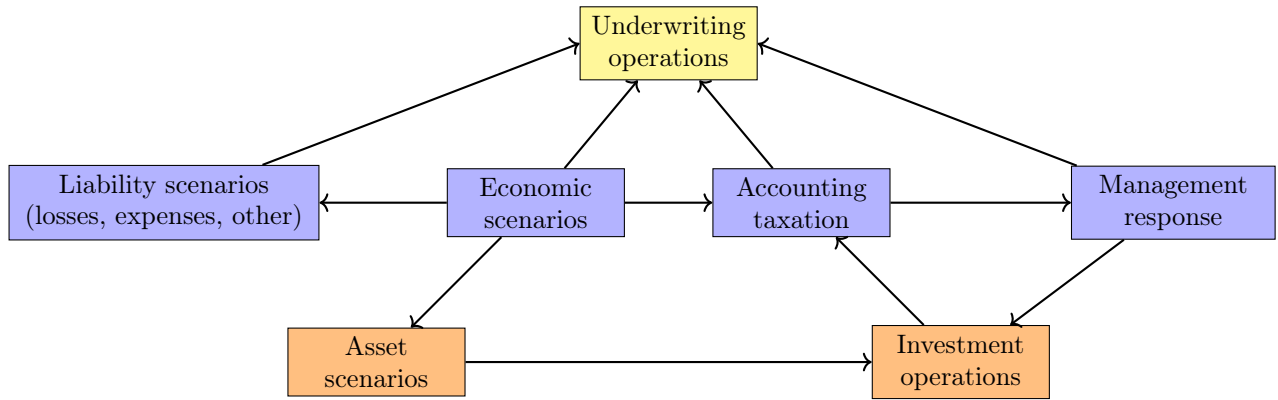 Underwriting
operations
Liability scenarios
(losses, expenses, other)
Economic
scenarios
Accounting
taxation
Management
response
Asset
scenarios
Investment
operations